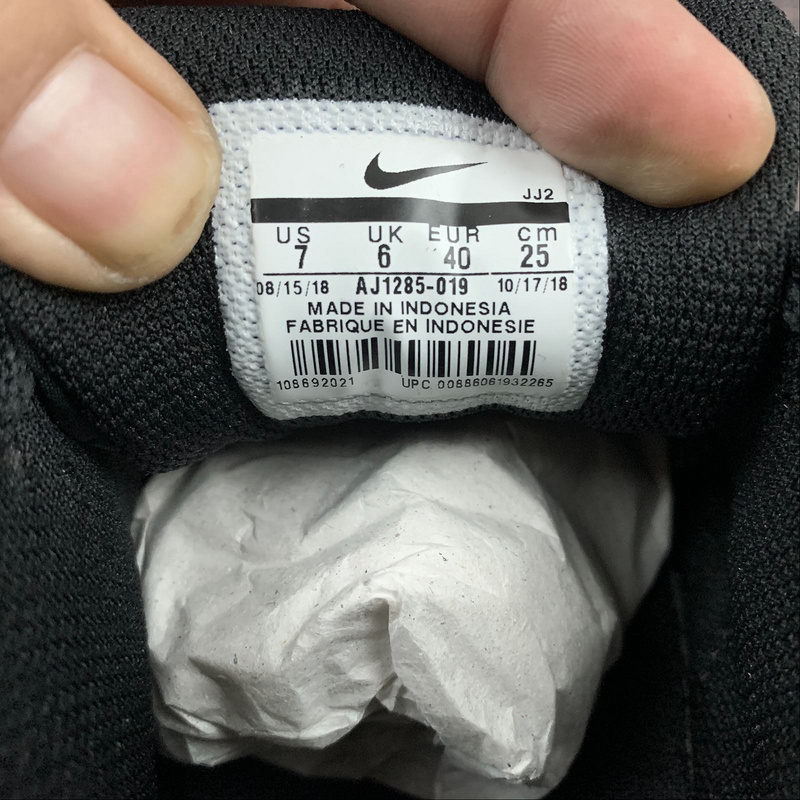 JJ2
US UK EUR cm
7 6 40 25
08/15/18 AJ1285-019 10/17/18
MADE IN INDONESIA
FABRIQUE EN INDONESIE
108692021 UPC 00886061932265